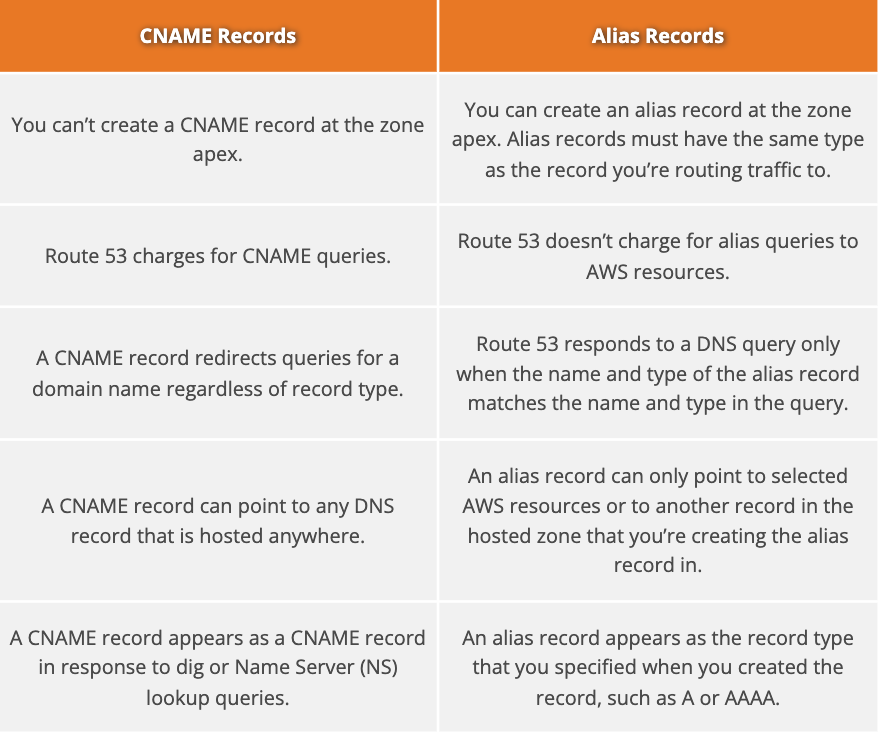 CNAME Records
Alias Records
You can’t create a CNAME record at the zone
apex.
You can create an alias record at the zone
apex. Alias records must have the same type
as the record you’re routing traffic to.
Route 53 charges for CNAME queries.
Route 53 doesn’t charge for alias queries to
AWS resources.
A CNAME record redirects queries for a
domain name regardless of record type.
Route 53 responds to a DNS query only
when the name and type of the alias record
matches the name and type in the query.
A CNAME record can point to any DNS
record that is hosted anywhere.
An alias record can only point to selected
AWS resources or to another record in the
hosted zone that you’re creating the alias
record in.
A CNAME record appears as a CNAME record
in response to dig or Name Server (NS)
lookup queries.
An alias record appears as the record type
that you specified when you created the
record, such as A or AAAA.